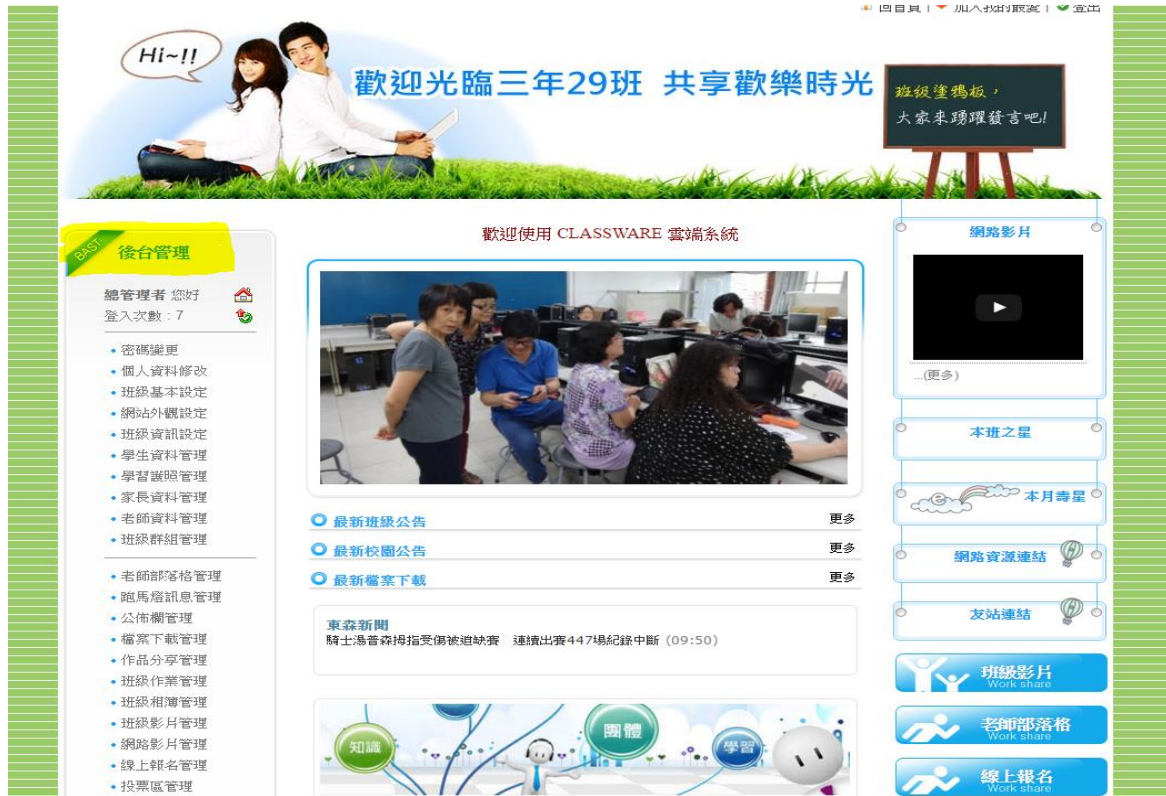 回首頁 | 加入我的最愛 | 登出
Hi~!!
歡迎光臨三年29班 共享歡樂時光
班級塗鴉板，
大家來踴躍發言吧!
BAST
後台管理
總管理者 您好
登入次數 : 7
密碼變更
個人資料修改
班級基本設定
網站外觀設定
班級資訊設定
學生資料管理
學習護照管理
家長資料管理
老師資料管理
班級群組管理
老師部落格管理
跑馬燈訊息管理
公佈欄管理
檔案下載管理
作品分享管理
班級作業管理
班級相簿管理
班級影片管理
網路影片管理
線上報名管理
投票區管理
歡迎使用 CLASSWARE 雲端系統
最新班級公告 更多
最新校園公告 更多
最新檔案下載 更多
東森新聞
騎士湯普森拇指受傷被迫缺賽 連續出賽447場紀錄中斷 (09:50)
知識
團體
學習
網路影片
...(更多)
本班之星
本月壽星
網路資源連結
友站連結
班級影片
Work share
老師部落格
Work share
線上報名
Work share